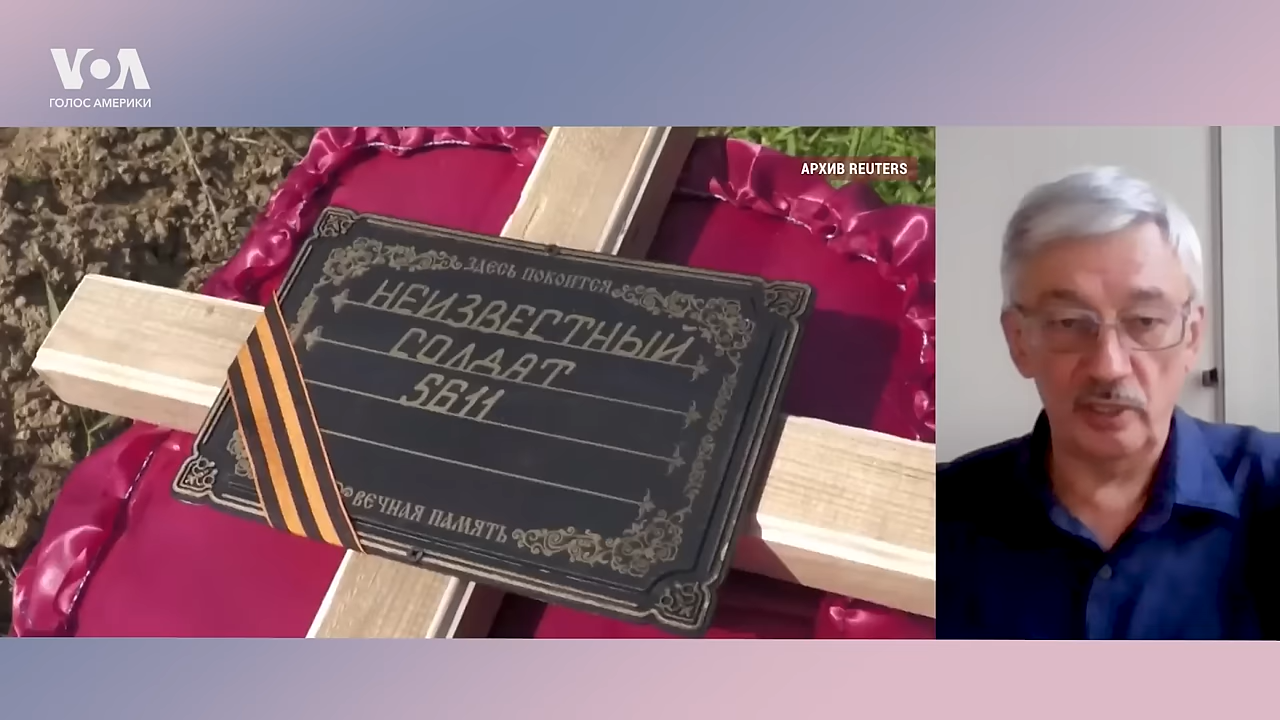 VOA
ГОЛОС АМЕРИКИ
АРХИВ REUTERS
ЗДЕСЬ ПОКОИТСЯ
НЕИЗВЕСТНЫЙ
СОЛДАТ
5611
ВЕЧНАЯ ПАМЯТЬ